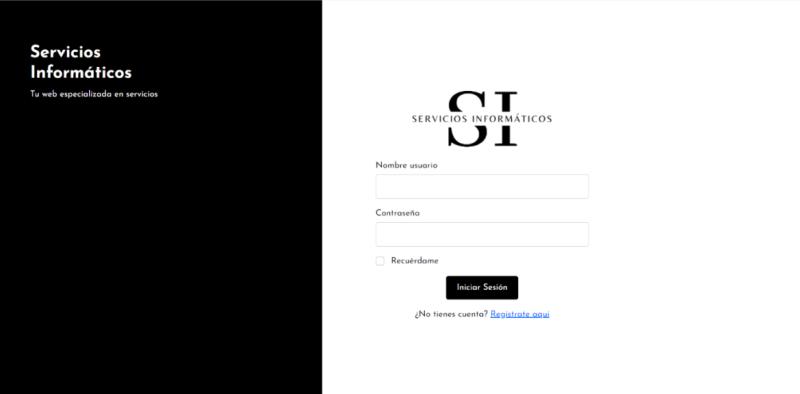 Servicios
Informáticos
Tu web especializada en servicios
SI
SERVICIOS INFORMÁTICOS
Nombre usuario
Contraseña
Recuérdame
Iniciar Sesión
¿No tienes cuenta? Registrate aqui